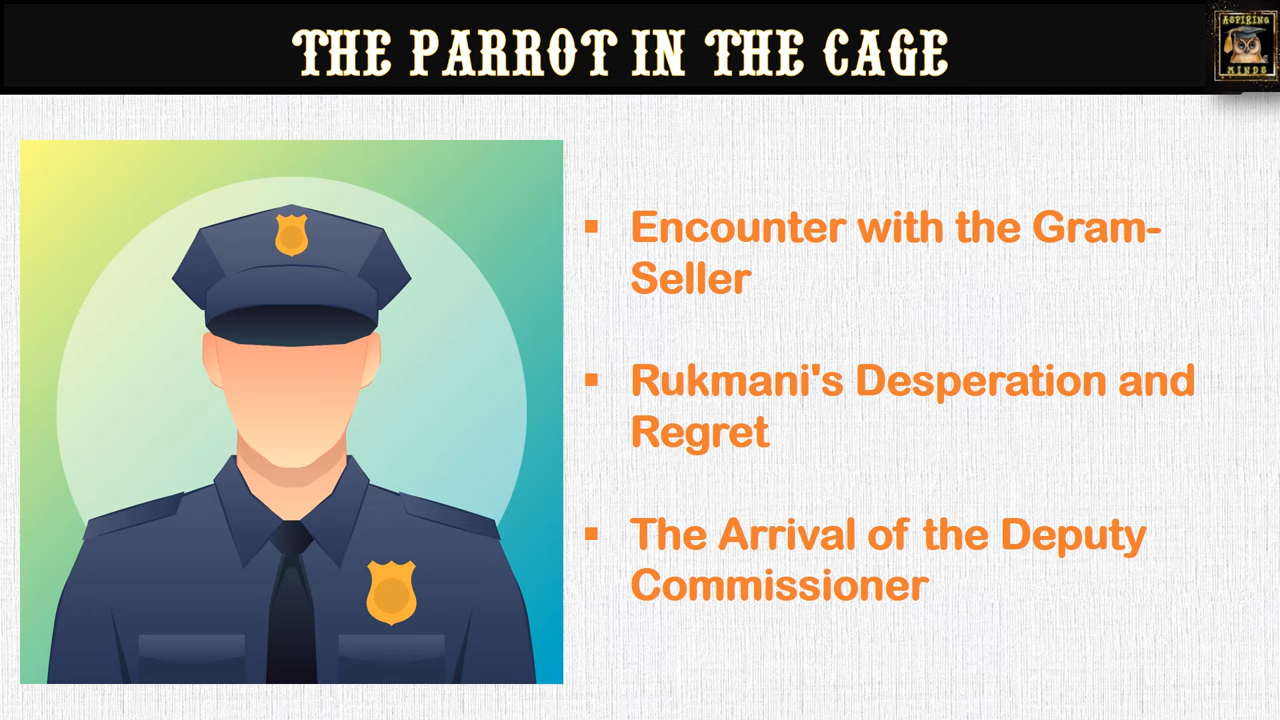 THE PARROT IN THE CAGE
ASPIRING
MINDS
▪ Encounter with the Gram-
Seller
▪ Rukmani's Desperation and
Regret
▪ The Arrival of the Deputy
Commissioner